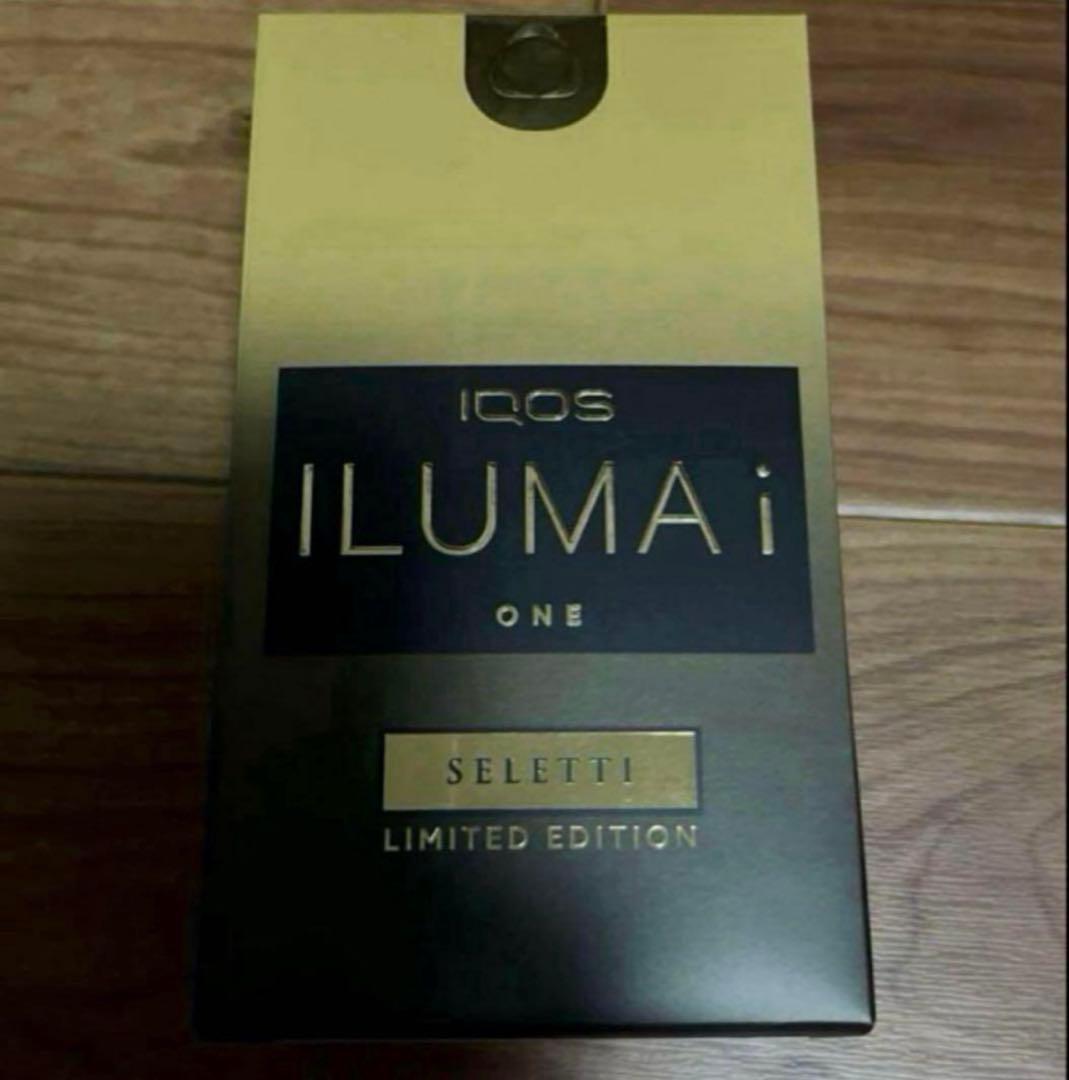 IQOS
ILUMA i
ONE
SELETTI
LIMITED EDITION